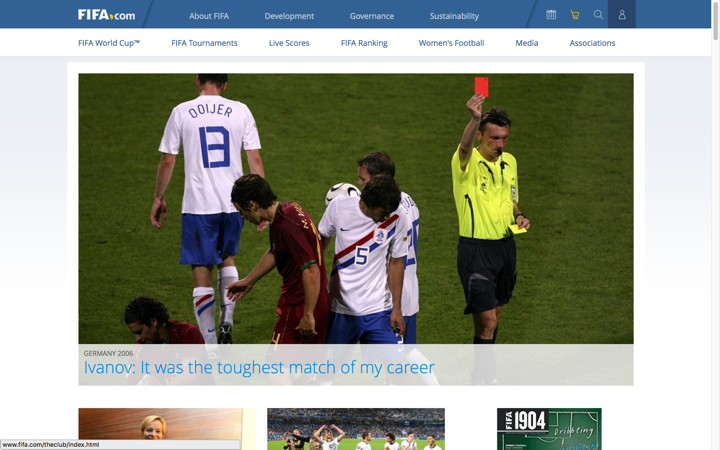 FIFA.com
About FIFA
Development
Governance
Sustainability
FIFA World Cup™
FIFA Tournaments
Live Scores
FIFA Ranking
Women's Football
Media
Associations
OOIJER
13
5
GERMANY 2006
Ivanov: It was the toughest match of my career
FIFA 1904
Dribbling
www.fifa.com/theclub/index.html